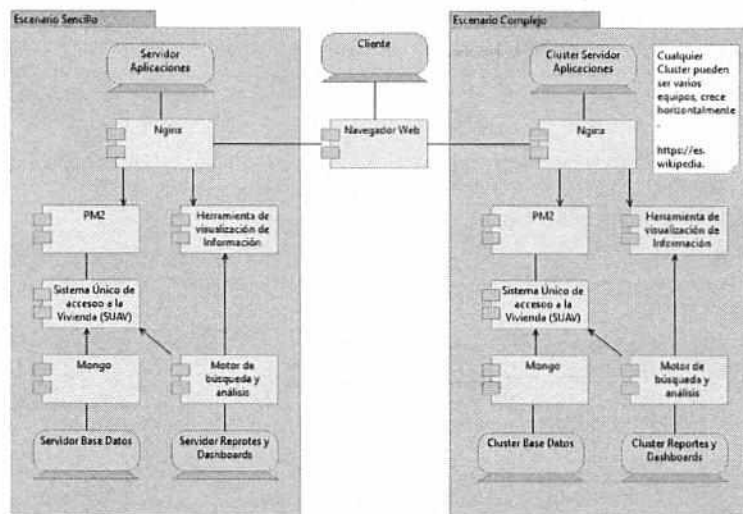 Escenario Sencillo
Servidor
Aplicaciones
Nginx
PM2
Herramienta de
visualización de
Información
Sistema Único de
accesoo a la
Vivienda (SUAV)
Mongo
Motor de
búsqueda y
análisis
Servidor Base Datos
Servidor Reprotes y
Dashboards
Cliente
Navegador Web
Escenario Complejo
Cluster Servidor
Aplicaciones
Cualquier
Cluster pueden
ser varios
equipos, crece
horizontalmente
.
https://es.
wikipedia.
Nginx
PM2
Herramienta de
visualización de
Información
Sistema Único de
accesoo a la
Vivienda (SUAV)
Mongo
Motor de
búsqueda y
análisis
Cluster Base Datos
Cluster Reportes y
Dashboards